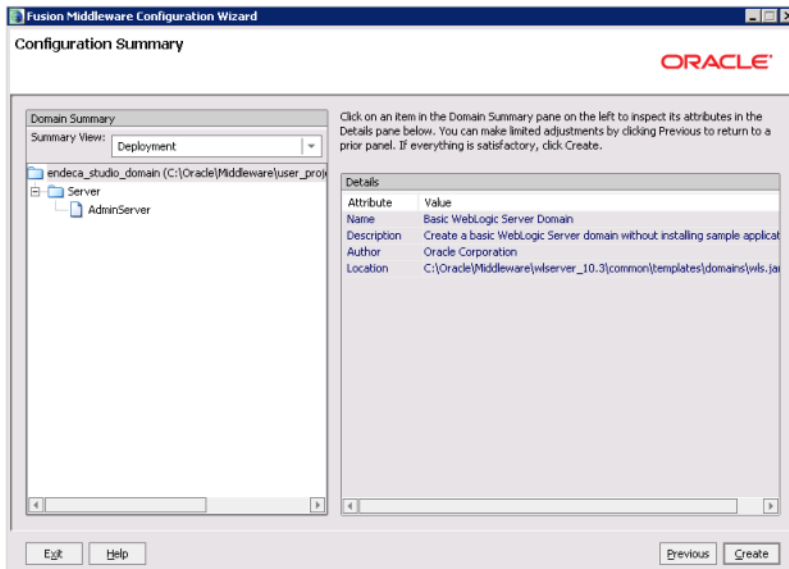 Fusion Middleware Configuration Wizard
Configuration Summary
ORACLE
Domain Summary
Summary View: Deployment
endeca_studio_domain (C:\Oracle\Middleware\user_proj
Server
AdminServer
Click on an item in the Domain Summary pane on the left to inspect its attributes in the
Details pane below. You can make limited adjustments by clicking Previous to return to a
prior panel. If everything is satisfactory, click Create.
Details
Attribute Value
Name Basic WebLogic Server Domain
Description Create a basic WebLogic Server domain without installing sample applicat
Author Oracle Corporation
Location C:\Oracle\Middleware\wlserver_10.3\common\templates\domains\wls.jar
Exit Help Previous Create